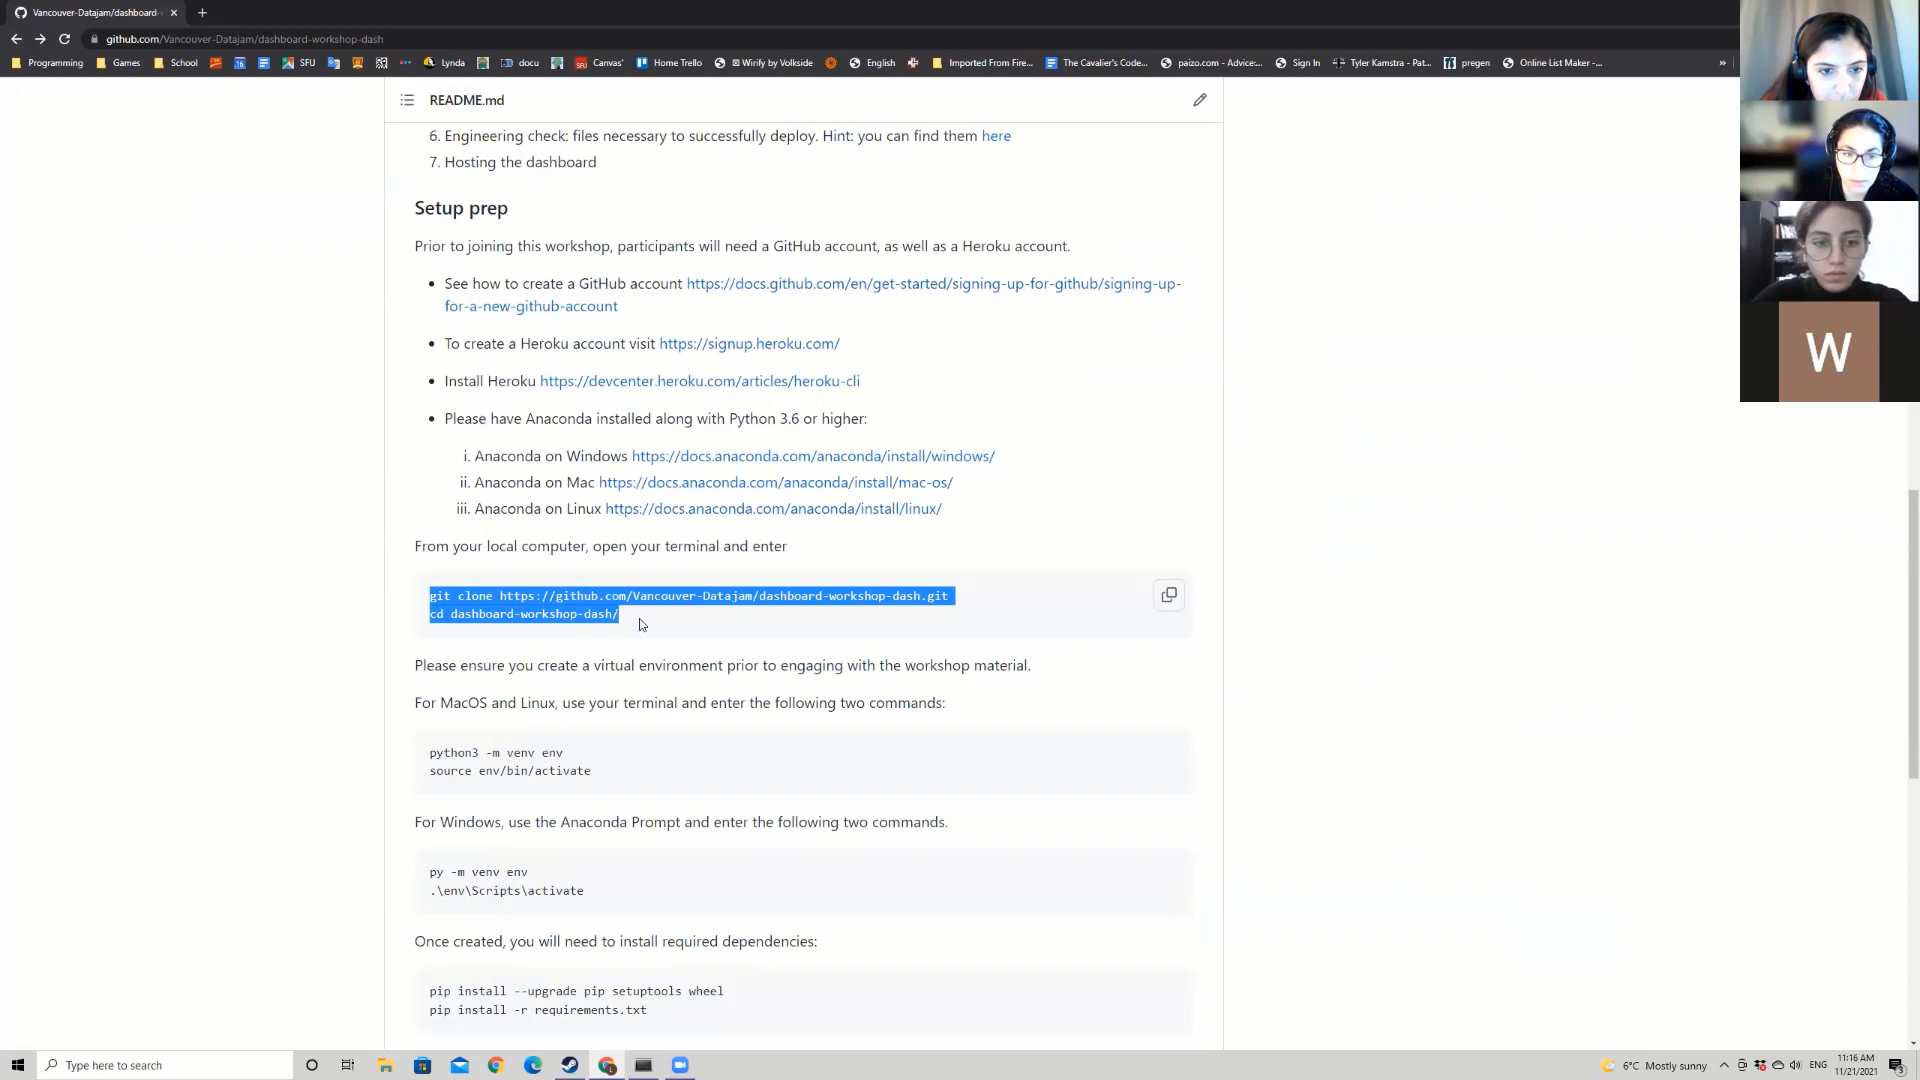 Vancouver-Datajam/dashboard-
github.com/Vancouver-Datajam/dashboard-workshop-dash
Programming Games School SFU Lynda docu Canvas' Home Trello Wirify by Volkside English Imported From Fire... The Cavalier's Code... paizo.com - Advice:... Sign In Tyler Kamstra - Pat... pregen Online List Maker -... »
README.md
6. Engineering check: files necessary to successfully deploy. Hint: you can find them here
7. Hosting the dashboard
Setup prep
Prior to joining this workshop, participants will need a GitHub account, as well as a Heroku account.
• See how to create a GitHub account https://docs.github.com/en/get-started/signing-up-for-github/signing-up-
for-a-new-github-account
• To create a Heroku account visit https://signup.heroku.com/
• Install Heroku https://devcenter.heroku.com/articles/heroku-cli
• Please have Anaconda installed along with Python 3.6 or higher:
i. Anaconda on Windows https://docs.anaconda.com/anaconda/install/windows/
ii. Anaconda on Mac https://docs.anaconda.com/anaconda/install/mac-os/
iii. Anaconda on Linux https://docs.anaconda.com/anaconda/install/linux/
From your local computer, open your terminal and enter
git clone https://github.com/Vancouver-Datajam/dashboard-workshop-dash.git
cd dashboard-workshop-dash/
Please ensure you create a virtual environment prior to engaging with the workshop material.
For MacOS and Linux, use your terminal and enter the following two commands:
python3 -m venv env
source env/bin/activate
For Windows, use the Anaconda Prompt and enter the following two commands.
py -m venv env
.\env\Scripts\activate
Once created, you will need to install required dependencies:
pip install --upgrade pip setuptools wheel
pip install -r requirements.txt
W
Type here to search
6°C Mostly sunny
ENG
11:16 AM
11/21/2021